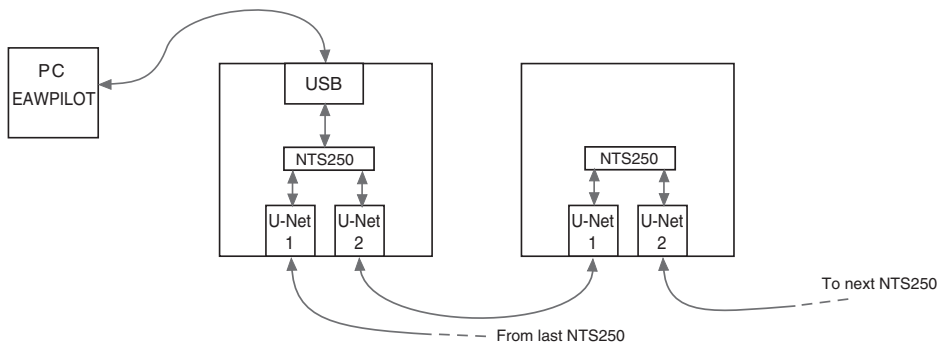 PC
EAWPILOT
USB
NTS250
U-Net
1
U-Net
2
NTS250
U-Net
1
U-Net
2
To next NTS250
From last NTS250